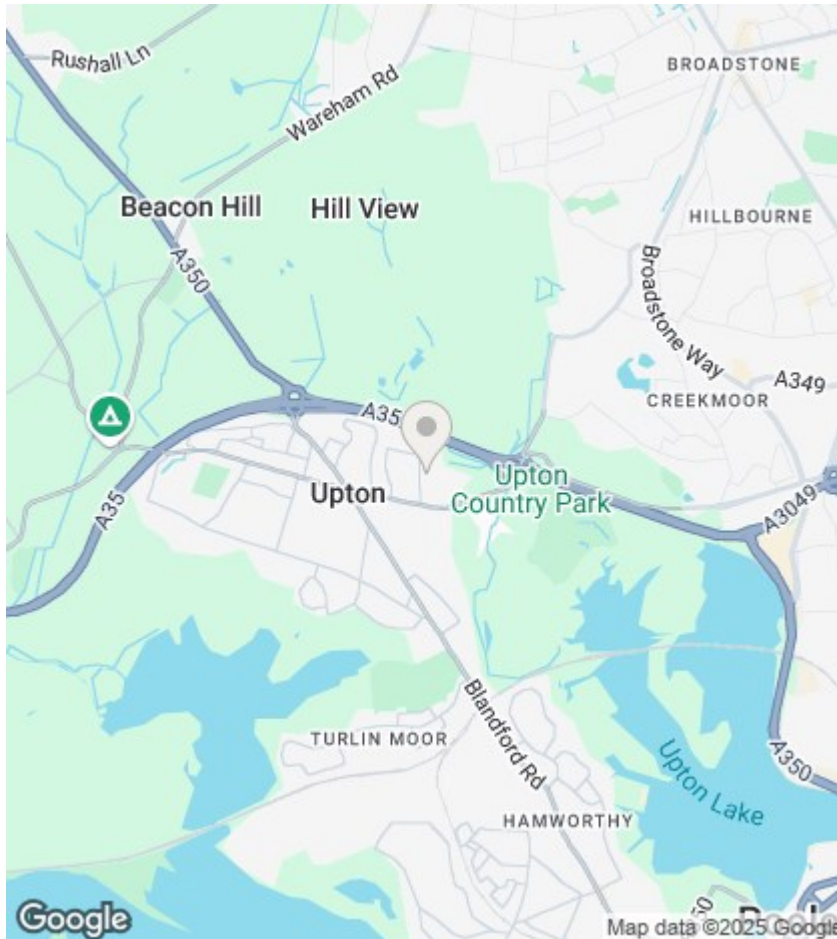 Rushall Ln
Wareham Rd
BROADSTONE
Beacon Hill
Hill View
HILLBOURNE
A350
Broadstone Way
A349
CREEKMOOR
A35
Upton
Upton
Country Park
A3049
A35
TURLIN MOOR
Blandford Rd
Upton Lake
A350
HAMWORTHY
Google
Map data ©2025 Google